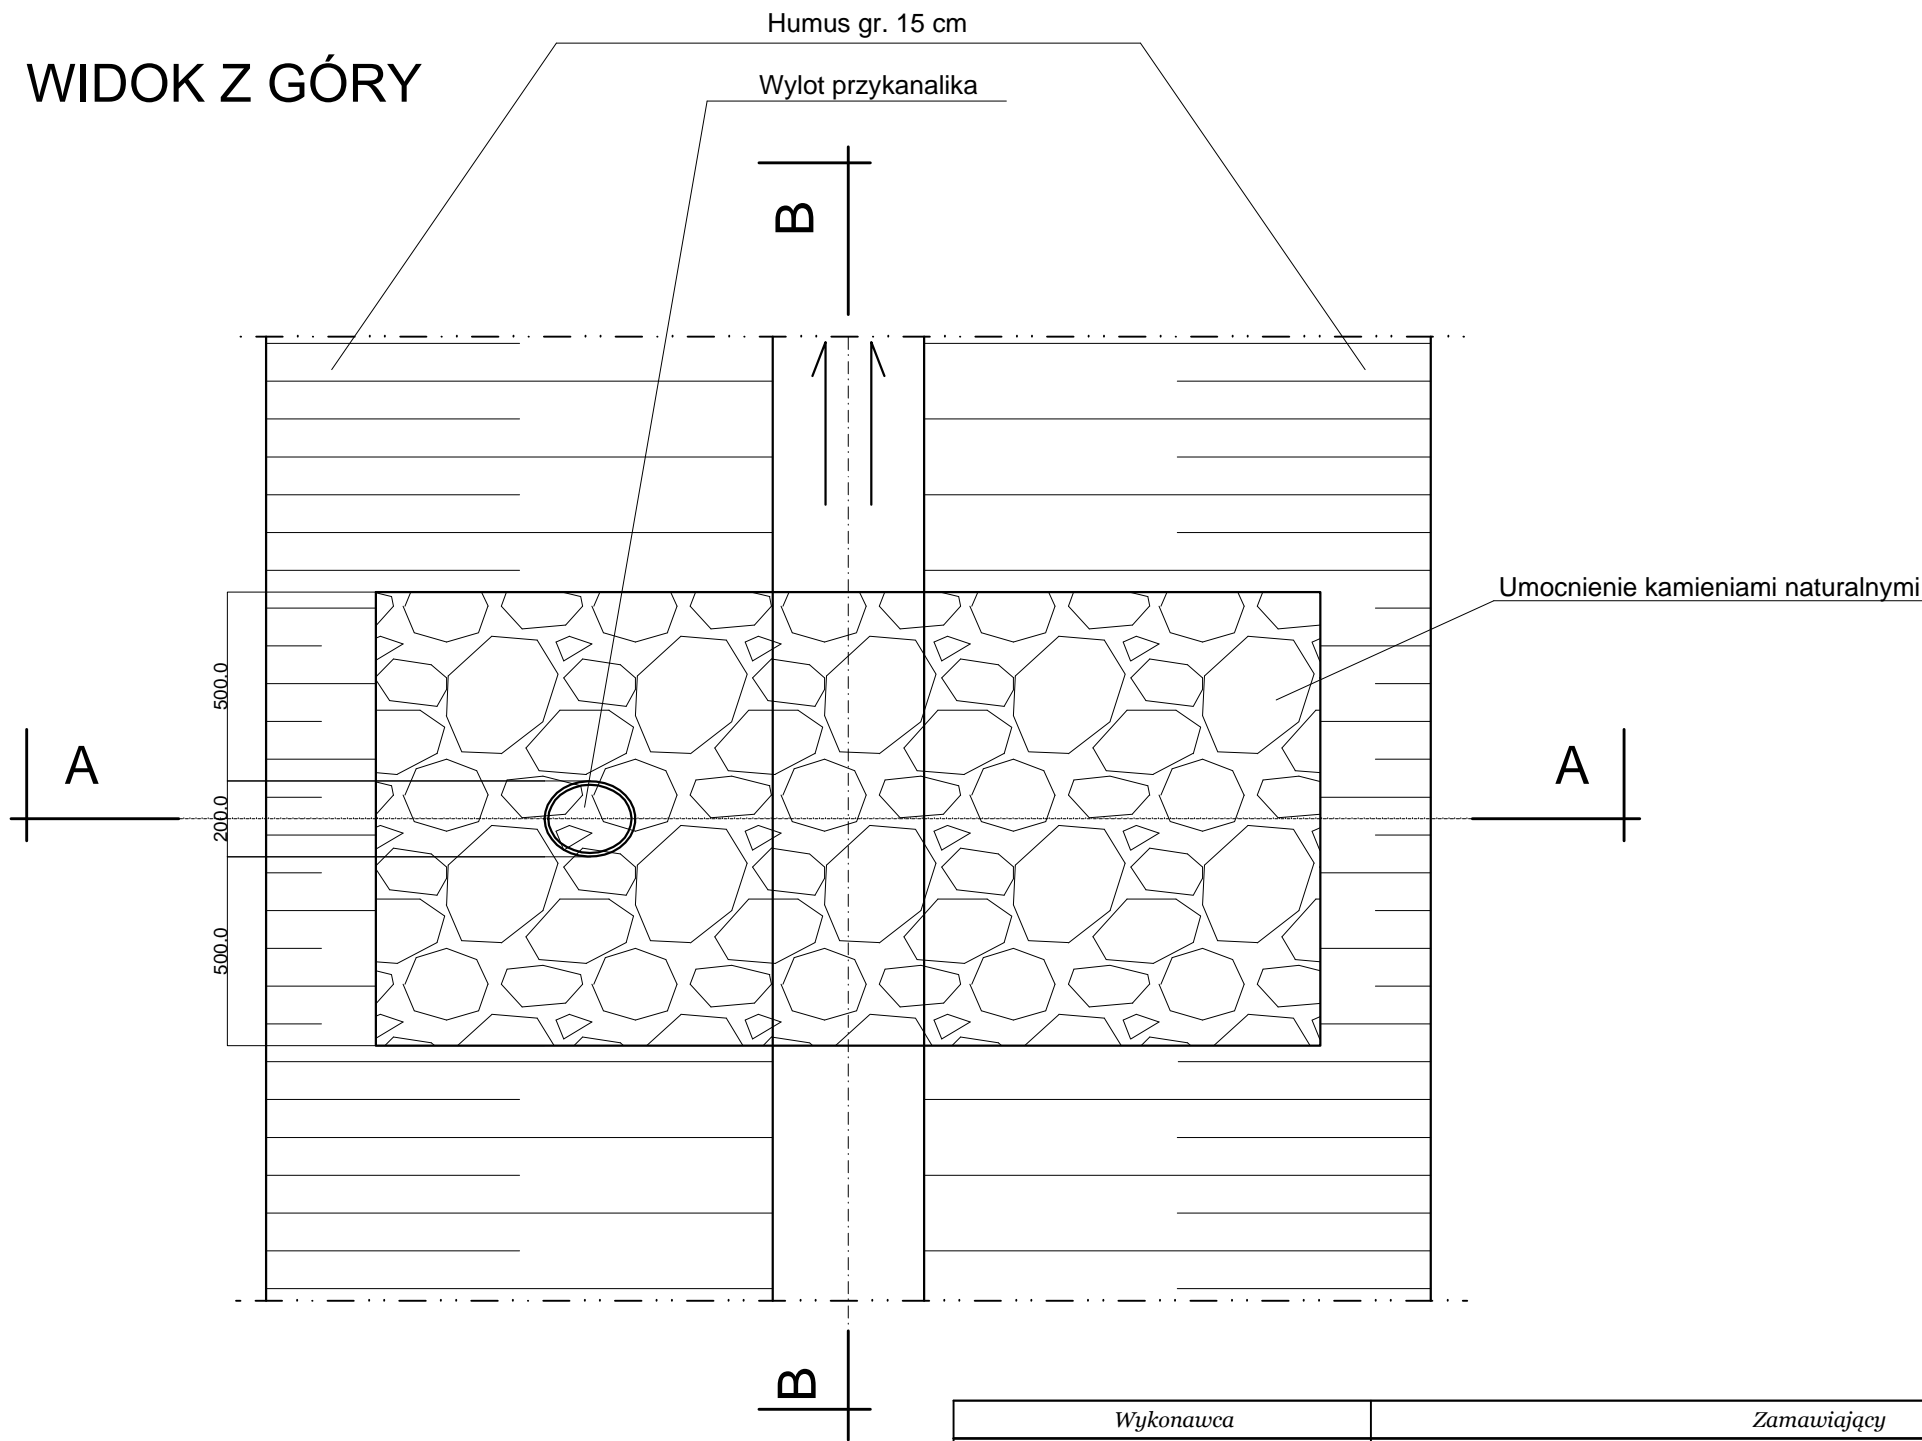 Humus gr. 15 cm
WIDOK Z GÓRY
Wylot przykanalika
B
Umocnienie kamieniami naturalnymi
500.0
A
A
200.0
500.0
B
Wykonawca
Zamawiający